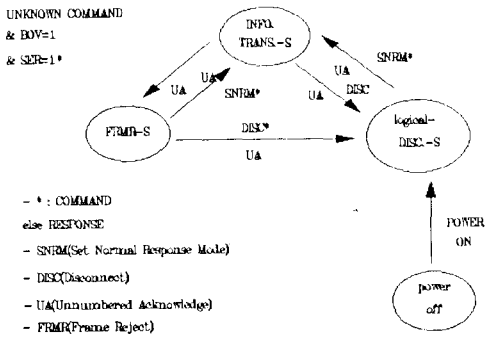 UNKNOWN COMMAND
& BOV=1
& SER=1*
INFO.
TRANS.-S
SNRM*
UA
UA
UA
SNRM*
UA
DISC
UA
FRMR-S
DISC*
UA
logical-
DISC.-S
- * : COMMAND
else RESPONSE
- SNRM(Set Normal Response Mode)
- DISC(Disconnect)
- UA(Unnumbered Acknowledge)
- FRMR(Frame Reject)
POWER
ON
power
off